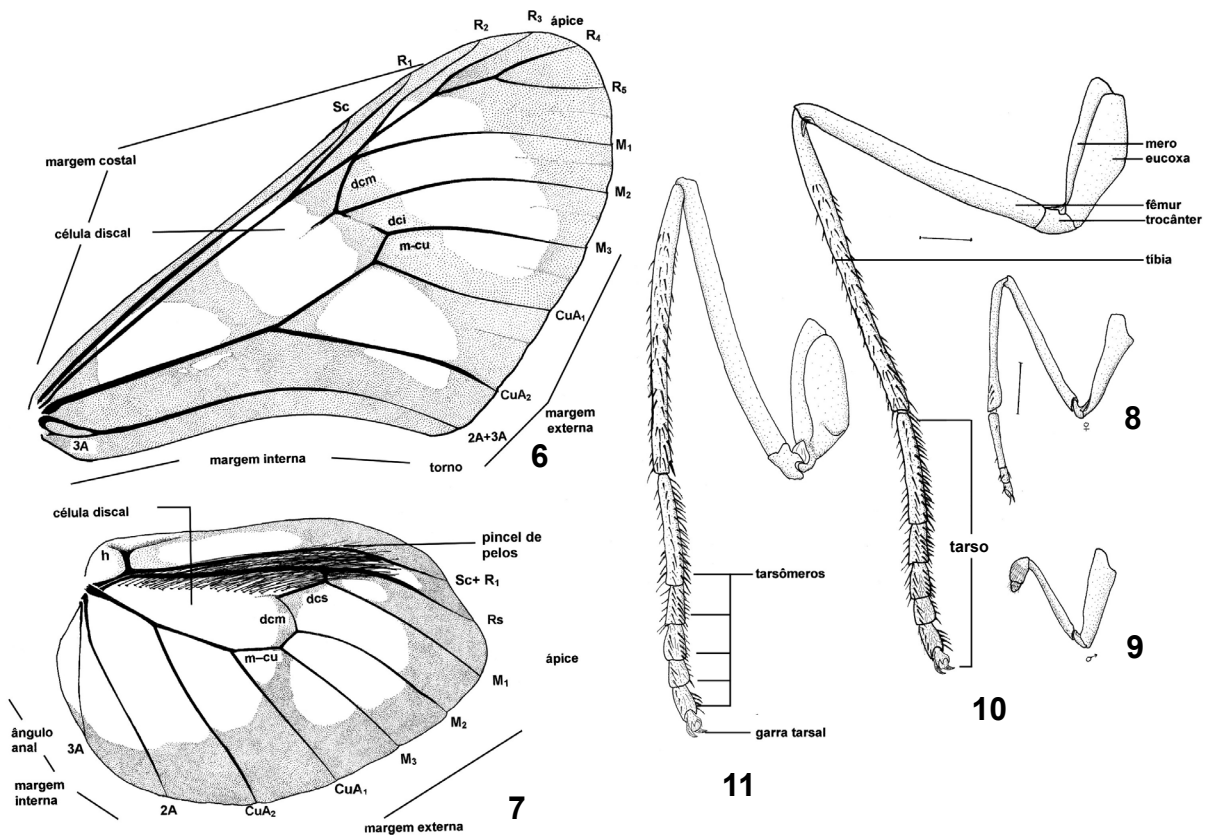 R₁
R₂
R₃
ápice
R₄
R₅
Sc
margem costal
M₁
dcm
M₂
célula discal
dci
m-cu
M₃
CuA₁
CuA₂
margem
externa
3A
2A+3A
margem interna
torno
6
célula discal
pincel de
pelos
h
Sc+ R₁
dcs
dcm
Rs
m–cu
ápice
M₁
M₂
ângulo
anal
3A
M₃
margem
interna
CuA₁
2A
CuA₂
margem externa
7
mero
eucoxa
fêmur
trocânter
tíbia
8
♀
tarso
tarsômeros
9
♂
10
garra tarsal
11